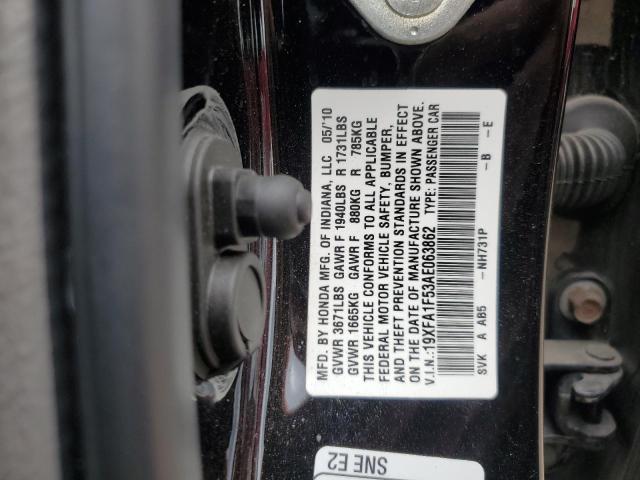 MFD. BY HONDA MFG. OF INDIANA, LLC 05/'10
GVWR 3671LBS GAWR F 1940LBS R 1731LBS
GVWR 1665KG GAWR F 880KG R 785KG
THIS VEHICLE CONFORMS TO ALL APPLICABLE
FEDERAL MOTOR VEHICLE SAFETY, BUMPER,
AND THEFT PREVENTION STANDARDS IN EFFECT
ON THE DATE OF MANUFACTURE SHOWN ABOVE.
V.I.N.:19XFA1F53AE063862 TYPE: PASSENGER CAR
SVK A AB5 -NH731P -B -E
SNE E2